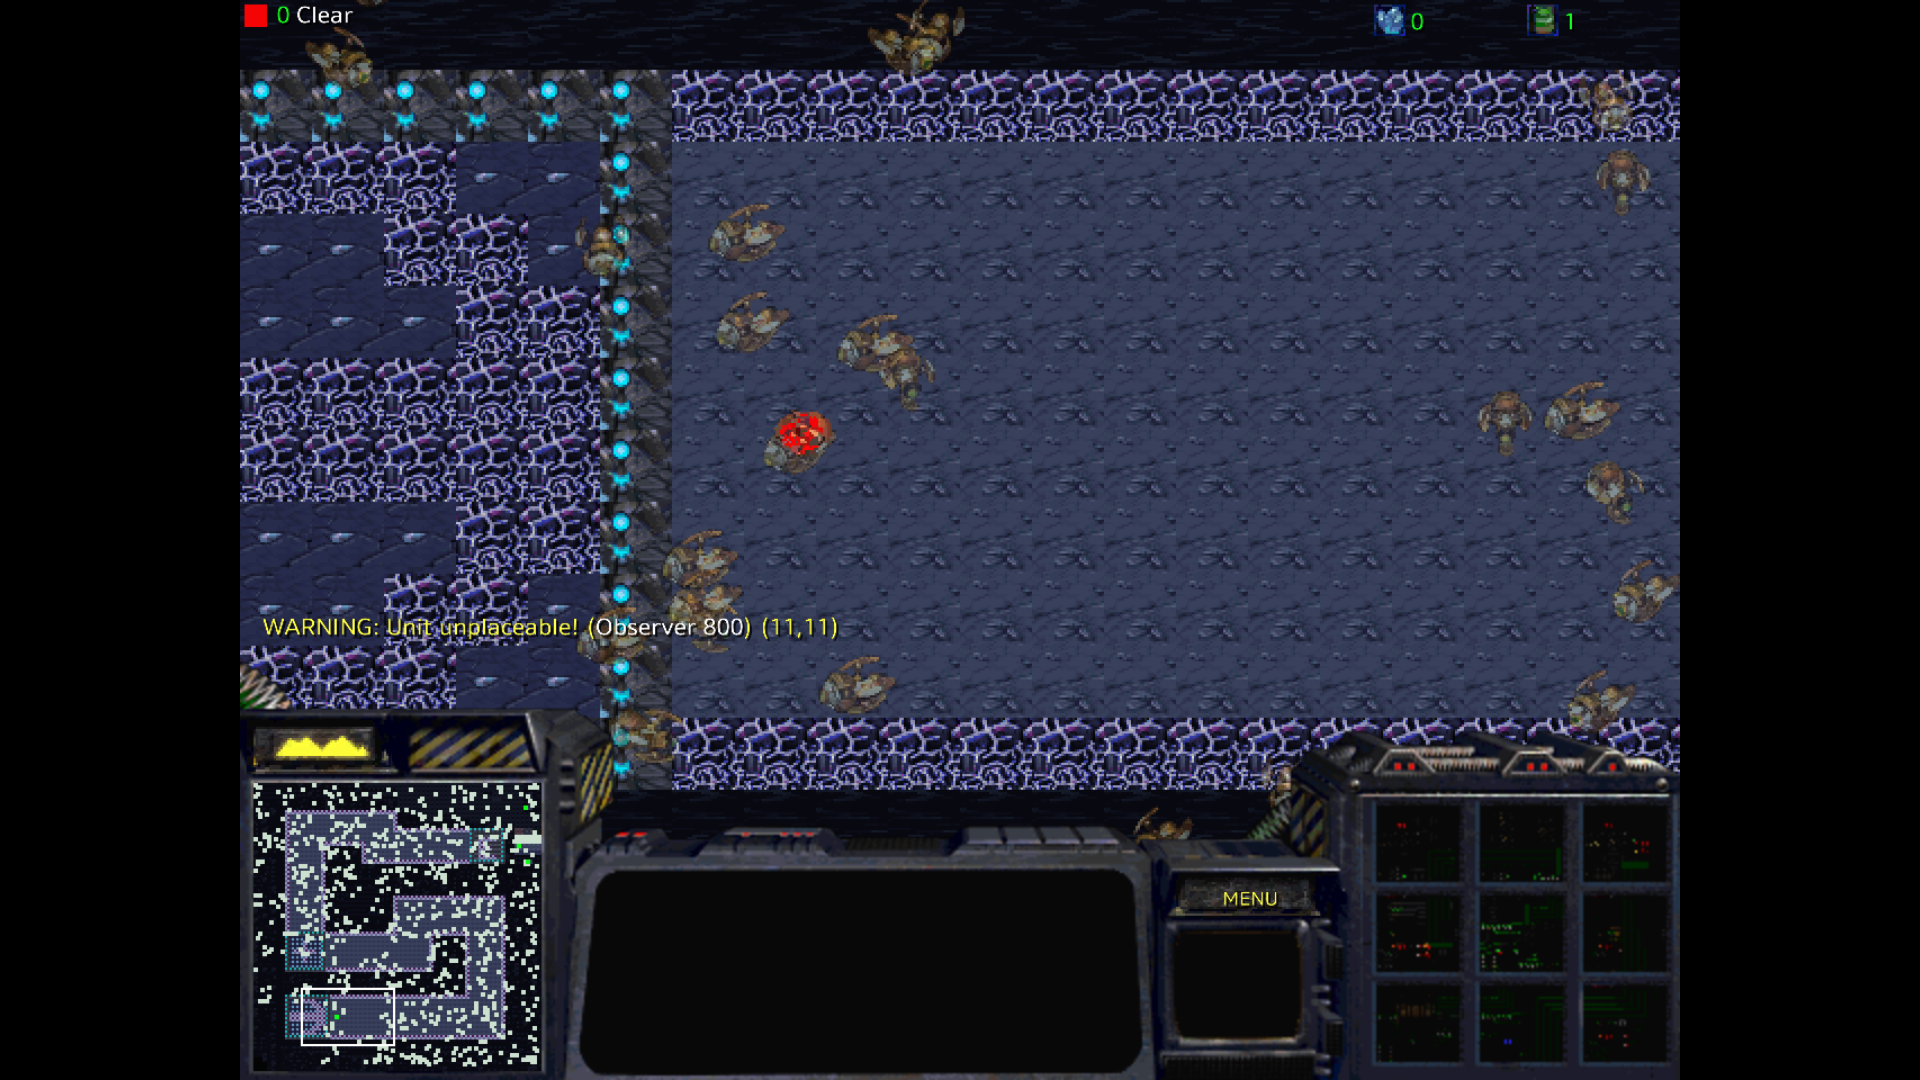 0 Clear
0
1
WARNING: Unit unplaceable! (Observer 800) (11,11)
MENU